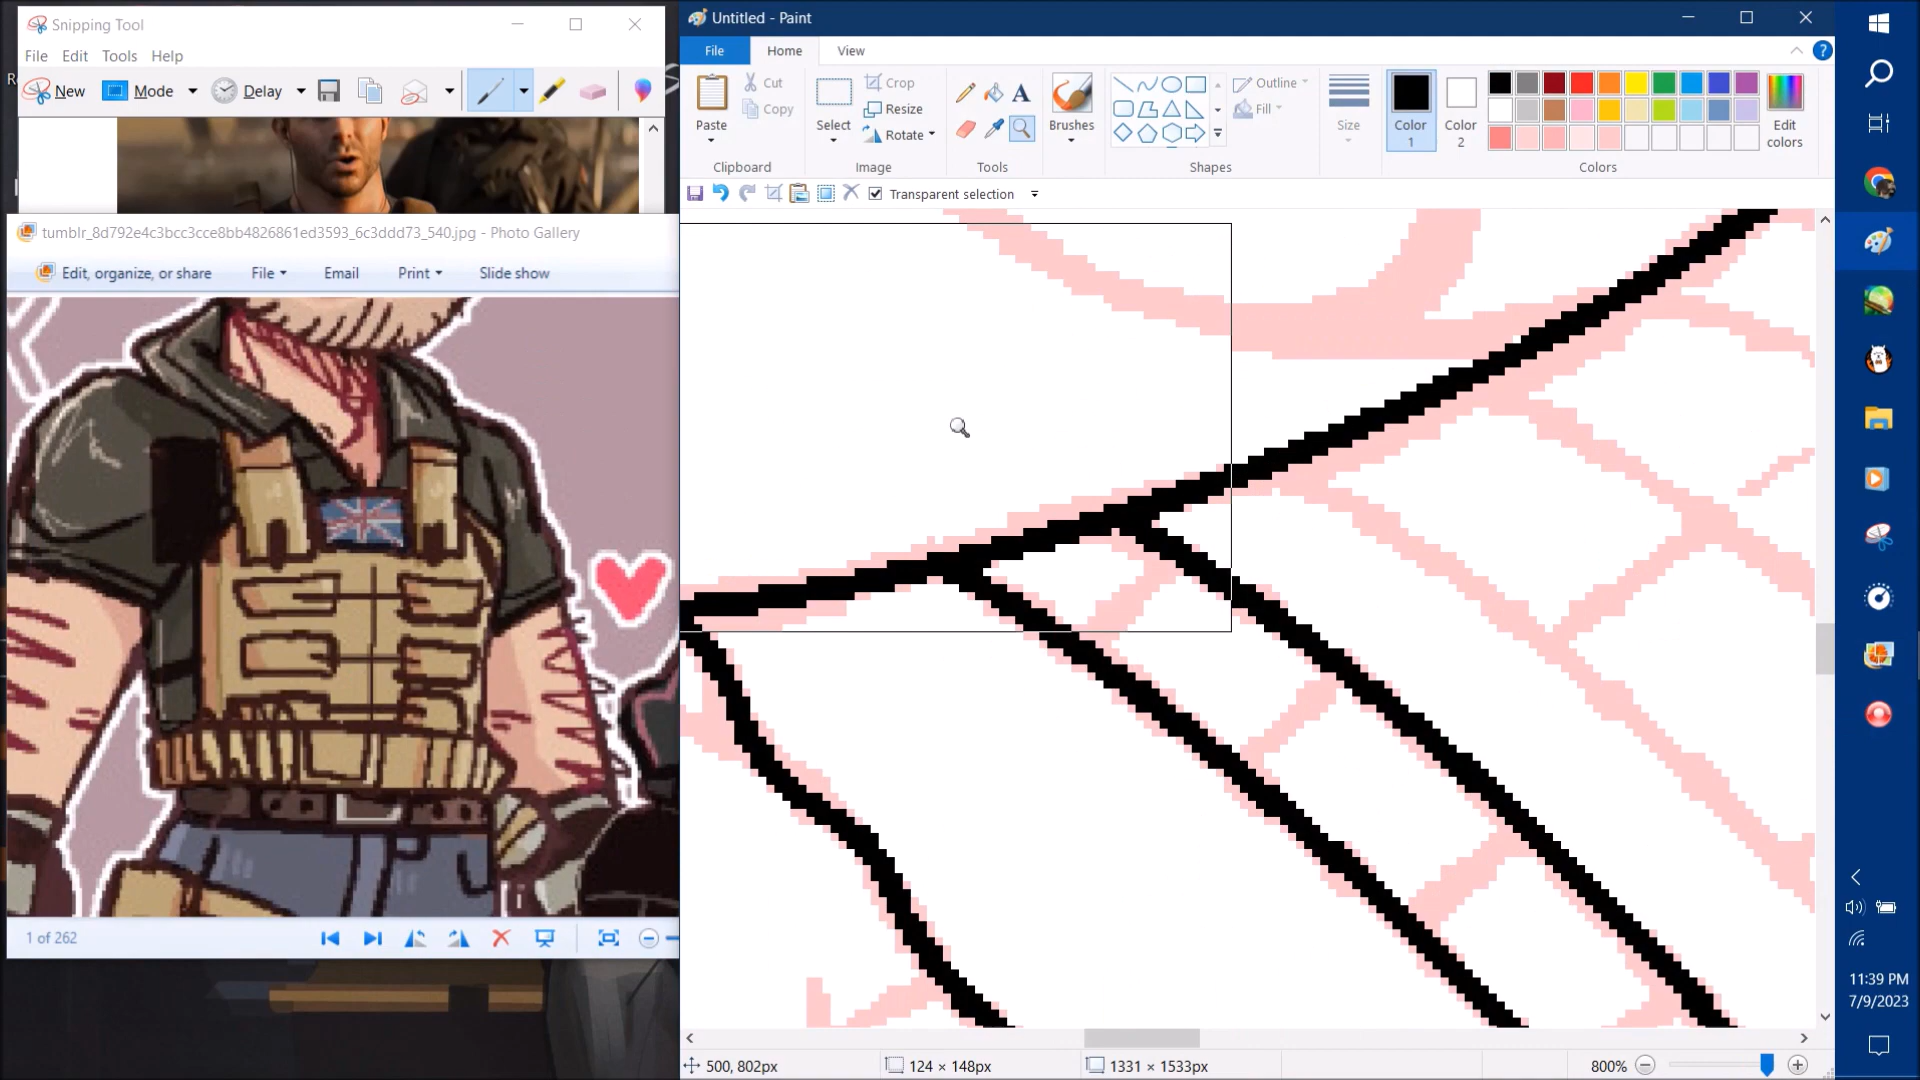 Snipping Tool
File Edit Tools Help
New Mode Delay
tumblr_8d792e4c3bcc3cce8bb4826861ed3593_6c3ddd73_540.jpg - Photo Gallery
Edit, organize, or share File Email Print Slide show
1 of 262
Untitled - Paint
File Home View
Paste Cut Copy Clipboard
Select Crop Resize Rotate Image
Tools
Brushes
Shapes
Outline Fill
Size
Color 1
Color 2
Edit colors
Colors
Transparent selection
500, 802px 124 × 148px 1331 × 1533px 800%
11:39 PM
7/9/2023